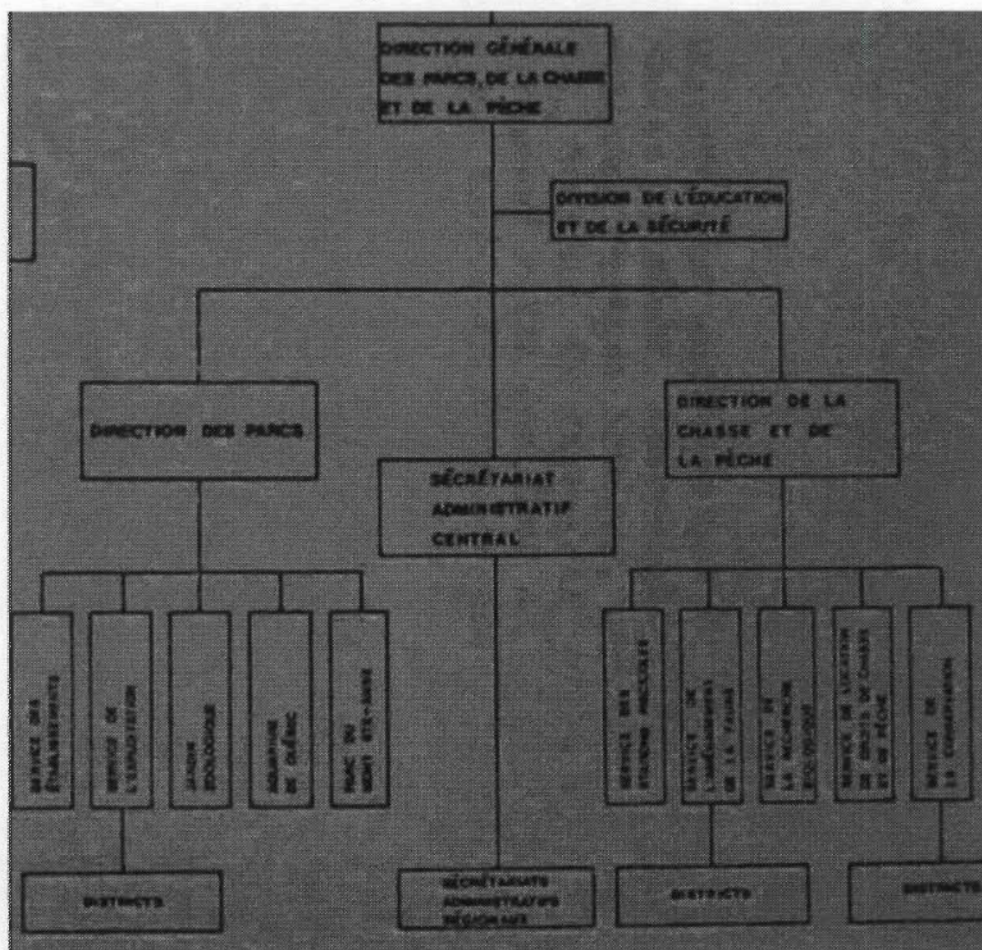 DIRECTION GÉNÉRALE
DES PARCS, DE LA CHASSE
ET DE LA PÊCHE
DIVISION DE L'ÉDUCATION
ET DE LA SÉCURITÉ
DIRECTION DES PARCS
SÉCRÉTARIAT
ADMINISTRATIF
CENTRAL
DIRECTION DE LA
CHASSE ET DE
LA PÊCHE
SERVICE DES
ÉTABLISSEMENTS
SERVICE DE
L'EXPLOITATION
JARDIN
ZOOLOGIQUE
AQUARIUM
DE QUÉBEC
PARC DU
MONT STE-ANNE
SERVICE DES
STATIONS PISCICOLES
SERVICE DE
L'AMÉNAGEMENT
DE LA FAUNE
SERVICE DE
LA RECHERCHE
BIOLOGIQUE
SERVICE DE LOCATION
DE DROITS DE CHASSE
ET DE PÊCHE
SERVICE DE
LA CONSERVATION
DISTRICTS
SÉCRÉTARIATS
ADMINISTRATIFS
RÉGIONAUX
DISTRICTS
DISTRICTS